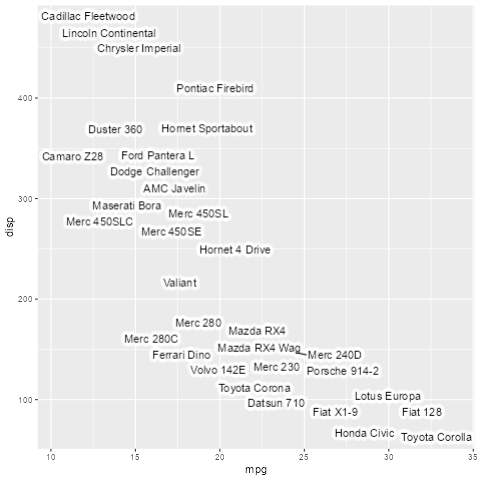 Cadillac Fleetwood
Lincoln Continental
Chrysler Imperial
Pontiac Firebird
400
Duster 360 Hornet Sportabout
Camaro Z28 Ford Pantera L
Dodge Challenger
AMC Javelin
300
Maserati Bora
Merc 450SL
Merc 450SLC
Merc 450SE
disp
Hornet 4 Drive
Valiant
200
Merc 280
Mazda RX4
Merc 280C
Mazda RX4 Wag
Ferrari Dino Merc 240D
Volvo 142E Merc 230 Porsche 914-2
Toyota Corona
Lotus Europa
100
Datsun 710
Fiat X1-9 Fiat 128
Honda Civic
Toyota Corolla
10 15 20 25 30 35
mpg